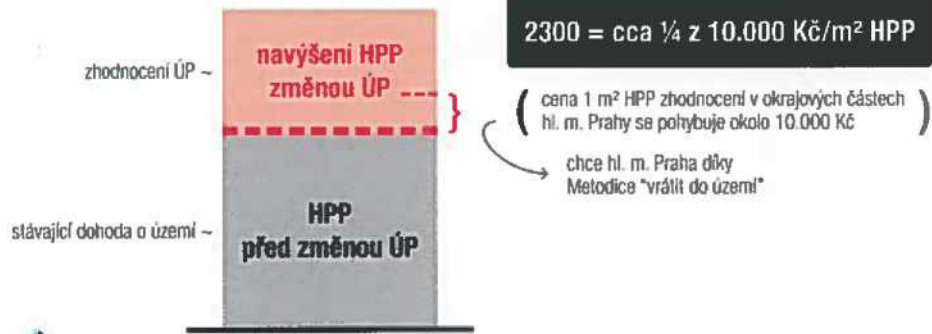 zhodnocení ÚP ~
navýšení HPP
změnou ÚP
stávající dohoda o území ~
HPP
před změnou ÚP
2300 = cca ¼ z 10.000 Kč/m² HPP
( cena 1 m² HPP zhodnocení v okrajových částech )
hl. m. Prahy se pohybuje okolo 10.000 Kč
chce hl. m. Praha díky
Metodice "vrátit do území"